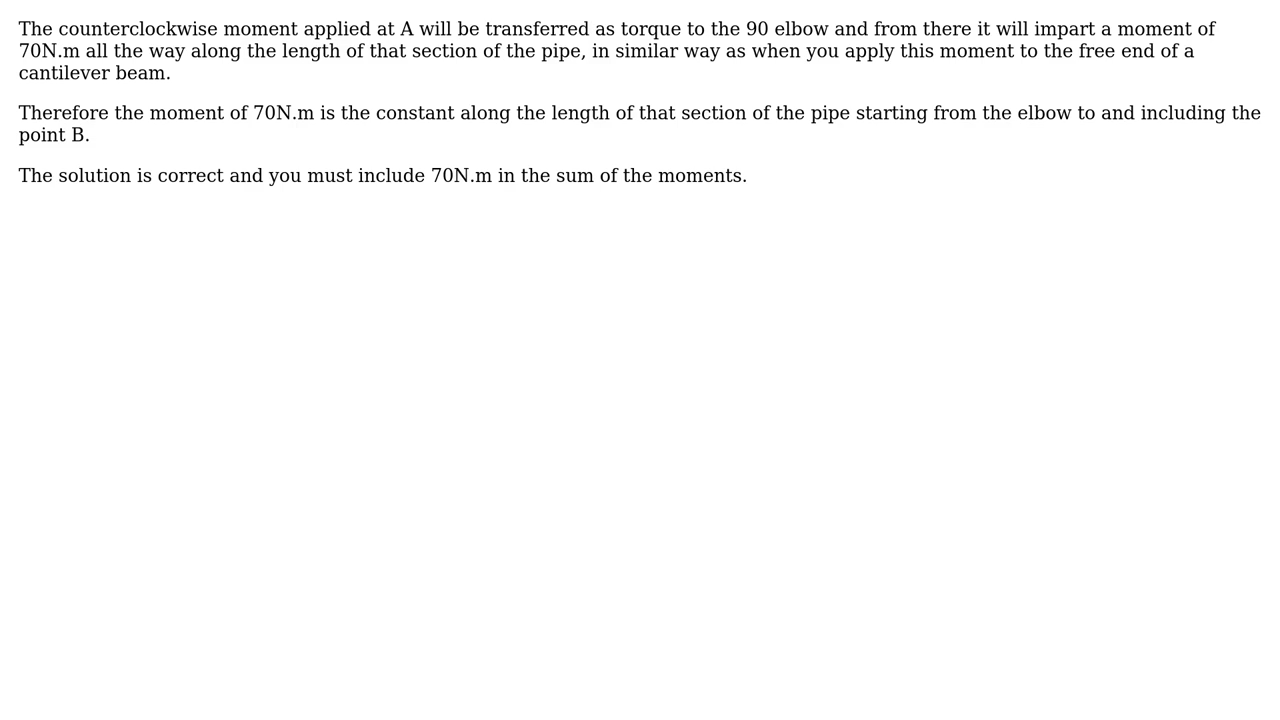 The counterclockwise moment applied at A will be transferred as torque to the 90 elbow and from there it will impart a moment of
70N.m all the way along the length of that section of the pipe, in similar way as when you apply this moment to the free end of a
cantilever beam.
Therefore the moment of 70N.m is the constant along the length of that section of the pipe starting from the elbow to and including the
point B.
The solution is correct and you must include 70N.m in the sum of the moments.